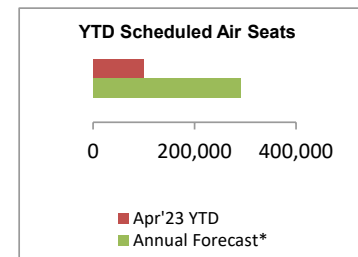 YTD Scheduled Air Seats
0 200,000 400,000
Apr'23 YTD
Annual Forecast*